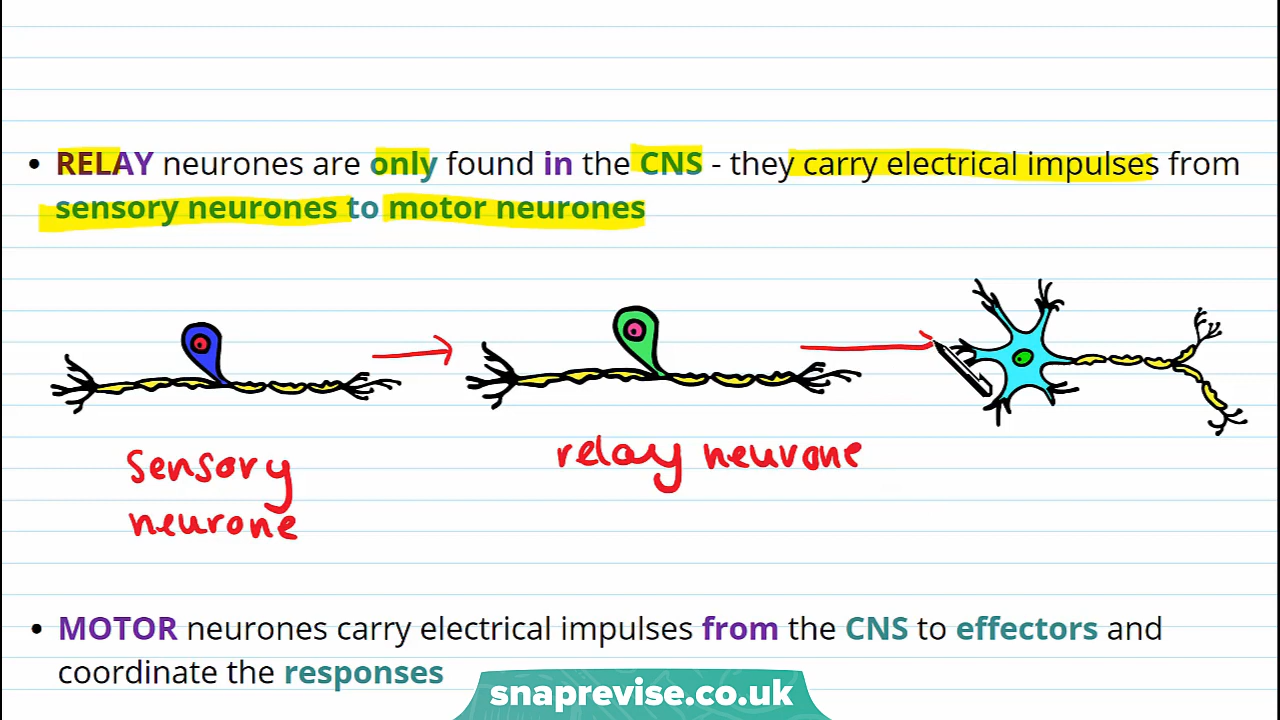 • RELAY neurones are only found in the CNS - they carry electrical impulses from
sensory neurones to motor neurones
sensory
neurone
relay neurone
• MOTOR neurones carry electrical impulses from the CNS to effectors and
coordinate the responses
snaprevise.co.uk